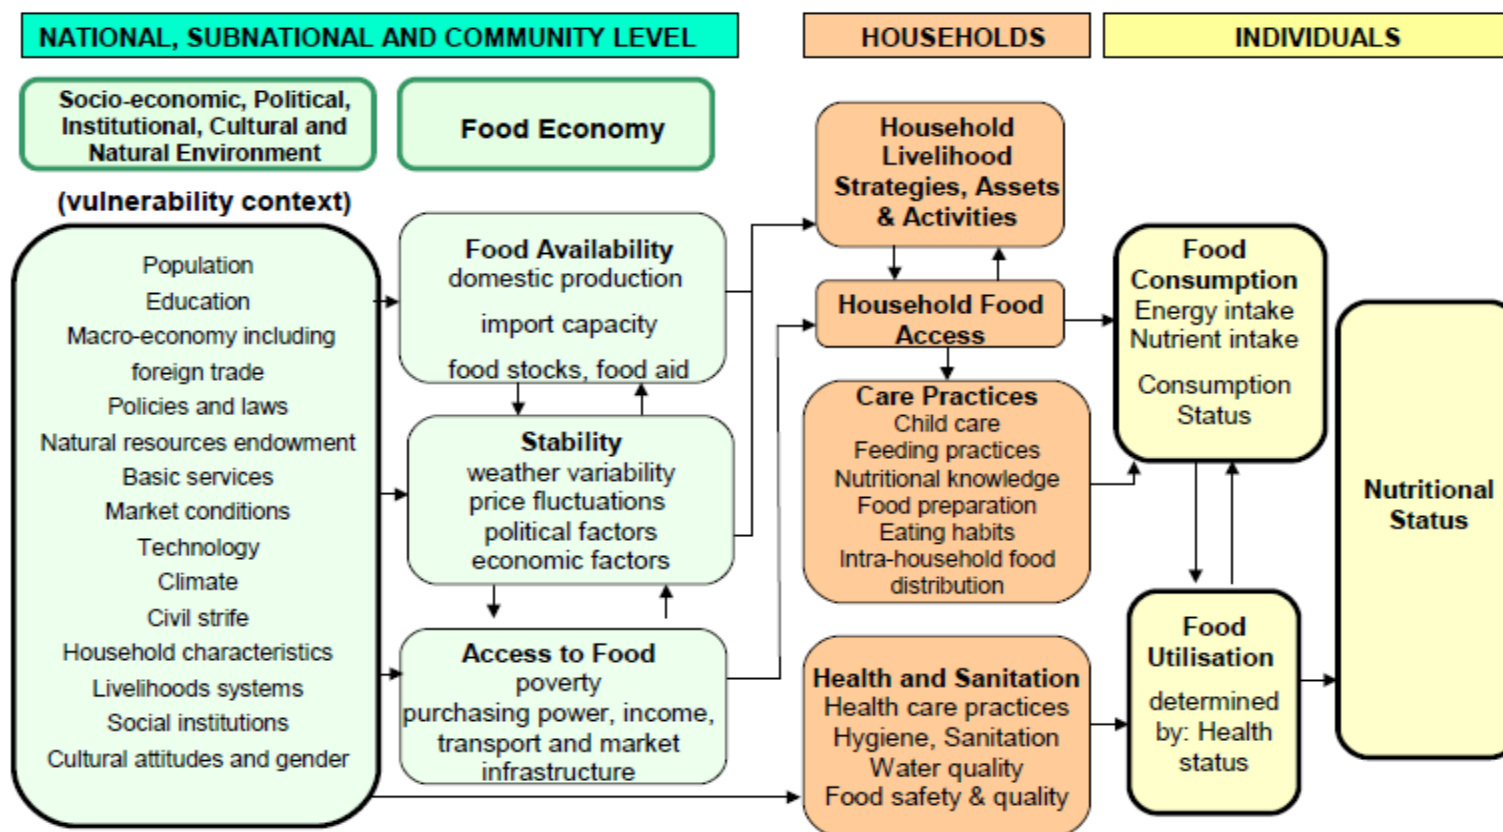 NATIONAL, SUBNATIONAL AND COMMUNITY LEVEL
HOUSEHOLDS
INDIVIDUALS
Socio-economic, Political,
Institutional, Cultural and
Natural Environment
Food Economy
(vulnerability context)
Population
Education
Macro-economy including
foreign trade
Policies and laws
Natural resources endowment
Basic services
Market conditions
Technology
Climate
Civil strife
Household characteristics
Livelihoods systems
Social institutions
Cultural attitudes and gender
Food Availability
domestic production
import capacity
food stocks, food aid
Stability
weather variability
price fluctuations
political factors
economic factors
Access to Food
poverty
purchasing power, income,
transport and market
infrastructure
Household
Livelihood
Strategies, Assets
& Activities
Household Food
Access
Care Practices
Child care
Feeding practices
Nutritional knowledge
Food preparation
Eating habits
Intra-household food
distribution
Health and Sanitation
Health care practices
Hygiene, Sanitation
Water quality
Food safety & quality
Food
Consumption
Energy intake
Nutrient intake
Consumption
Status
Food
Utilisation
determined
by: Health
status
Nutritional
Status